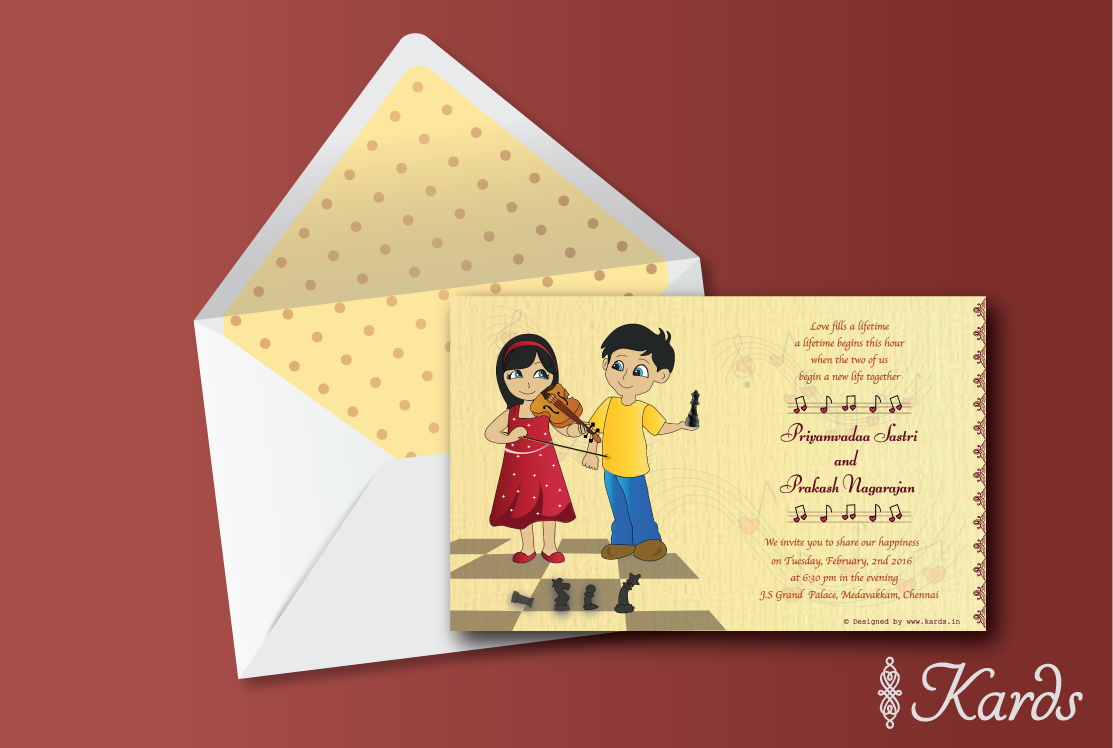 Love fills a lifetime
a lifetime begins this hour
when the two of us
begin a new life together
Priyamvadaa Sastri
and
Prakash Nagarajan
We invite you to share our happiness
on Tuesday, February, 2nd 2016
at 6:30 pm in the evening
J.S Grand Palace, Medavakkam, Chennai
© Designed by www.kards.in
Kards